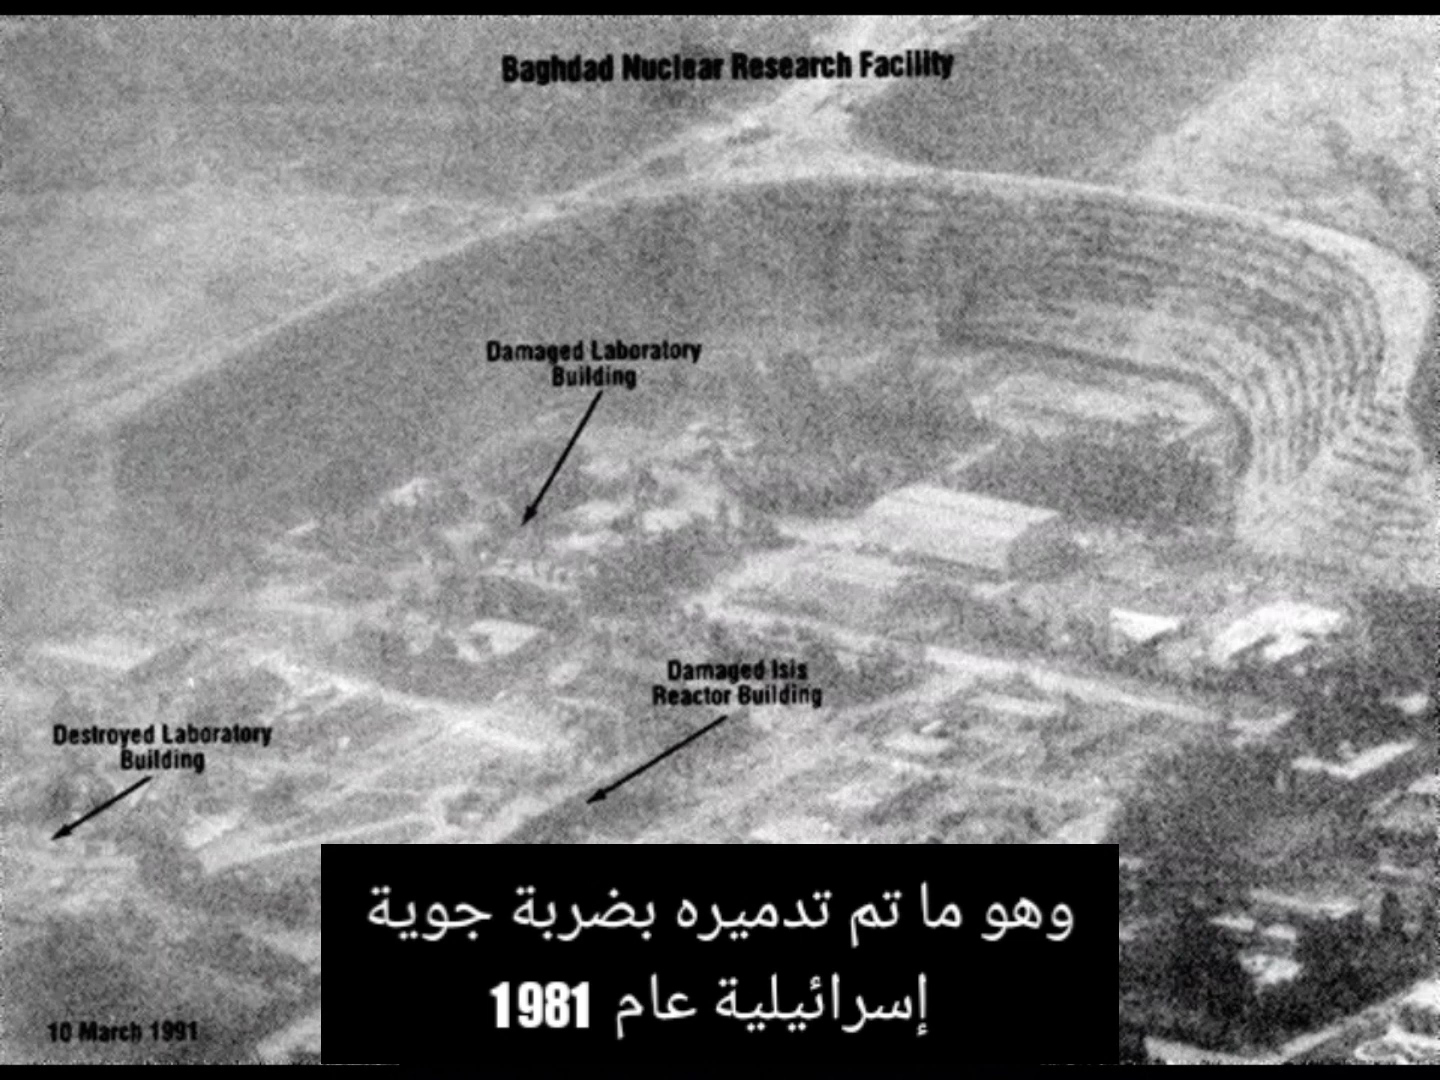 Baghdad Nuclear Research Facility
Damaged Laboratory
Building
Damaged Isis
Reactor Building
Destroyed Laboratory
Building
وهو ما تم تدميره بضربة جوية
إسرائيلية عام 1981
10 March 1991